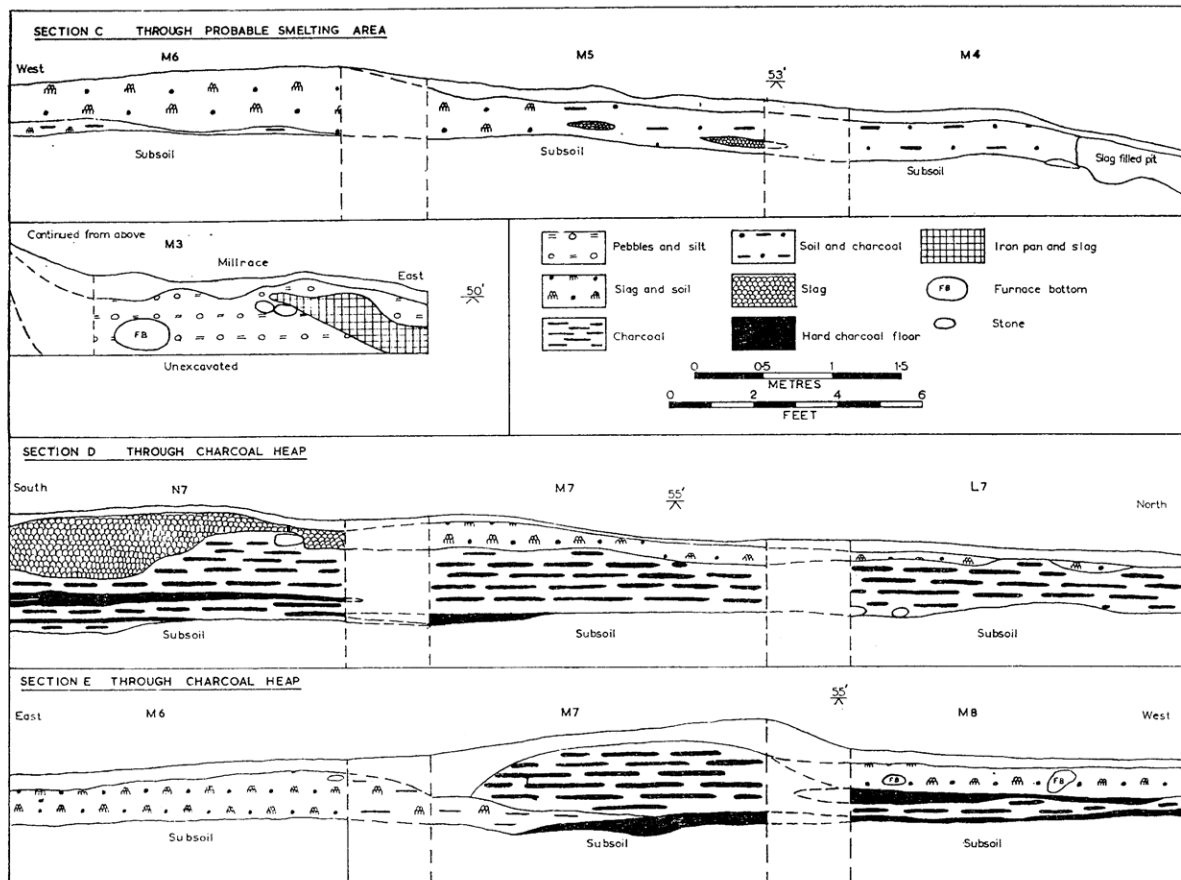 SECTION C THROUGH PROBABLE SMELTING AREA
West M6 M5 53' M4
Subsoil Subsoil Subsoil Slag filled pit
Continued from above
M3
Millrace East 50'
FB
Unexcavated
Pebbles and silt Soil and charcoal Iron pan and slag
Slag and soil Slag FB Furnace bottom
Charcoal Hard charcoal floor Stone
0 0·5 1 1·5
METRES
0 2 4 6
FEET
SECTION D THROUGH CHARCOAL HEAP
South N7 M7 55' L7 North
Subsoil Subsoil Subsoil
SECTION E THROUGH CHARCOAL HEAP
East M6 M7 55' M8 West
FB FB
Subsoil Subsoil Subsoil